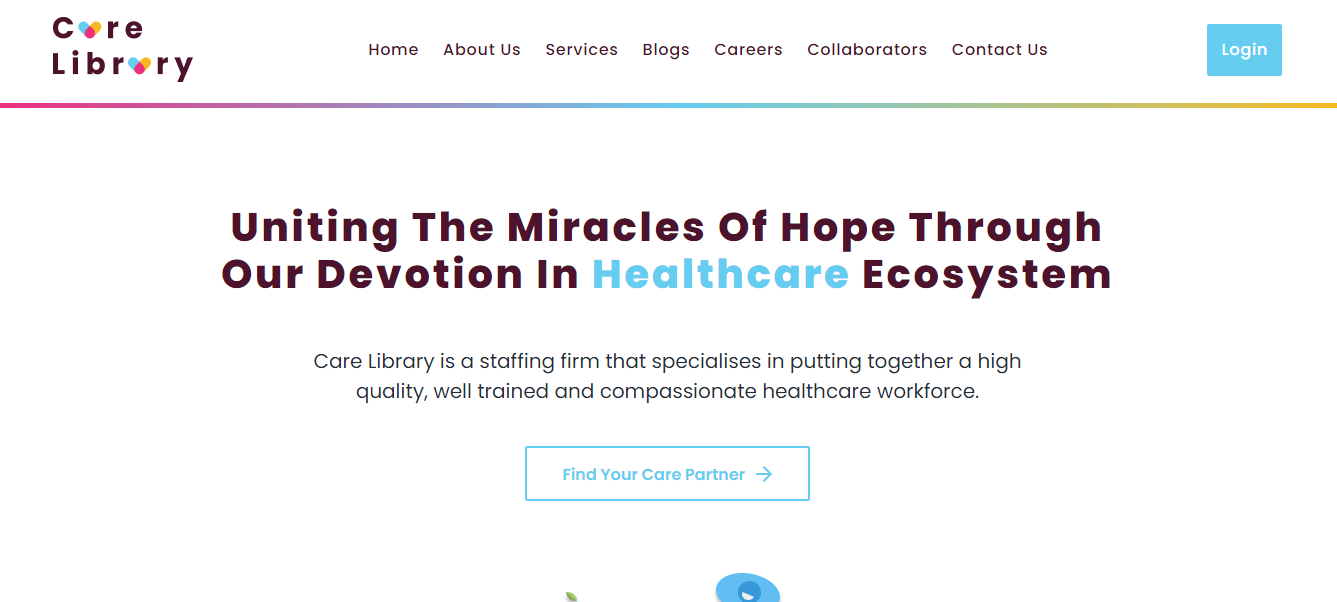 Care
Library
Home About Us Services Blogs Careers Collaborators Contact Us
Login
Uniting The Miracles Of Hope Through
Our Devotion In Healthcare Ecosystem
Care Library is a staffing firm that specialises in putting together a high
quality, well trained and compassionate healthcare workforce.
Find Your Care Partner